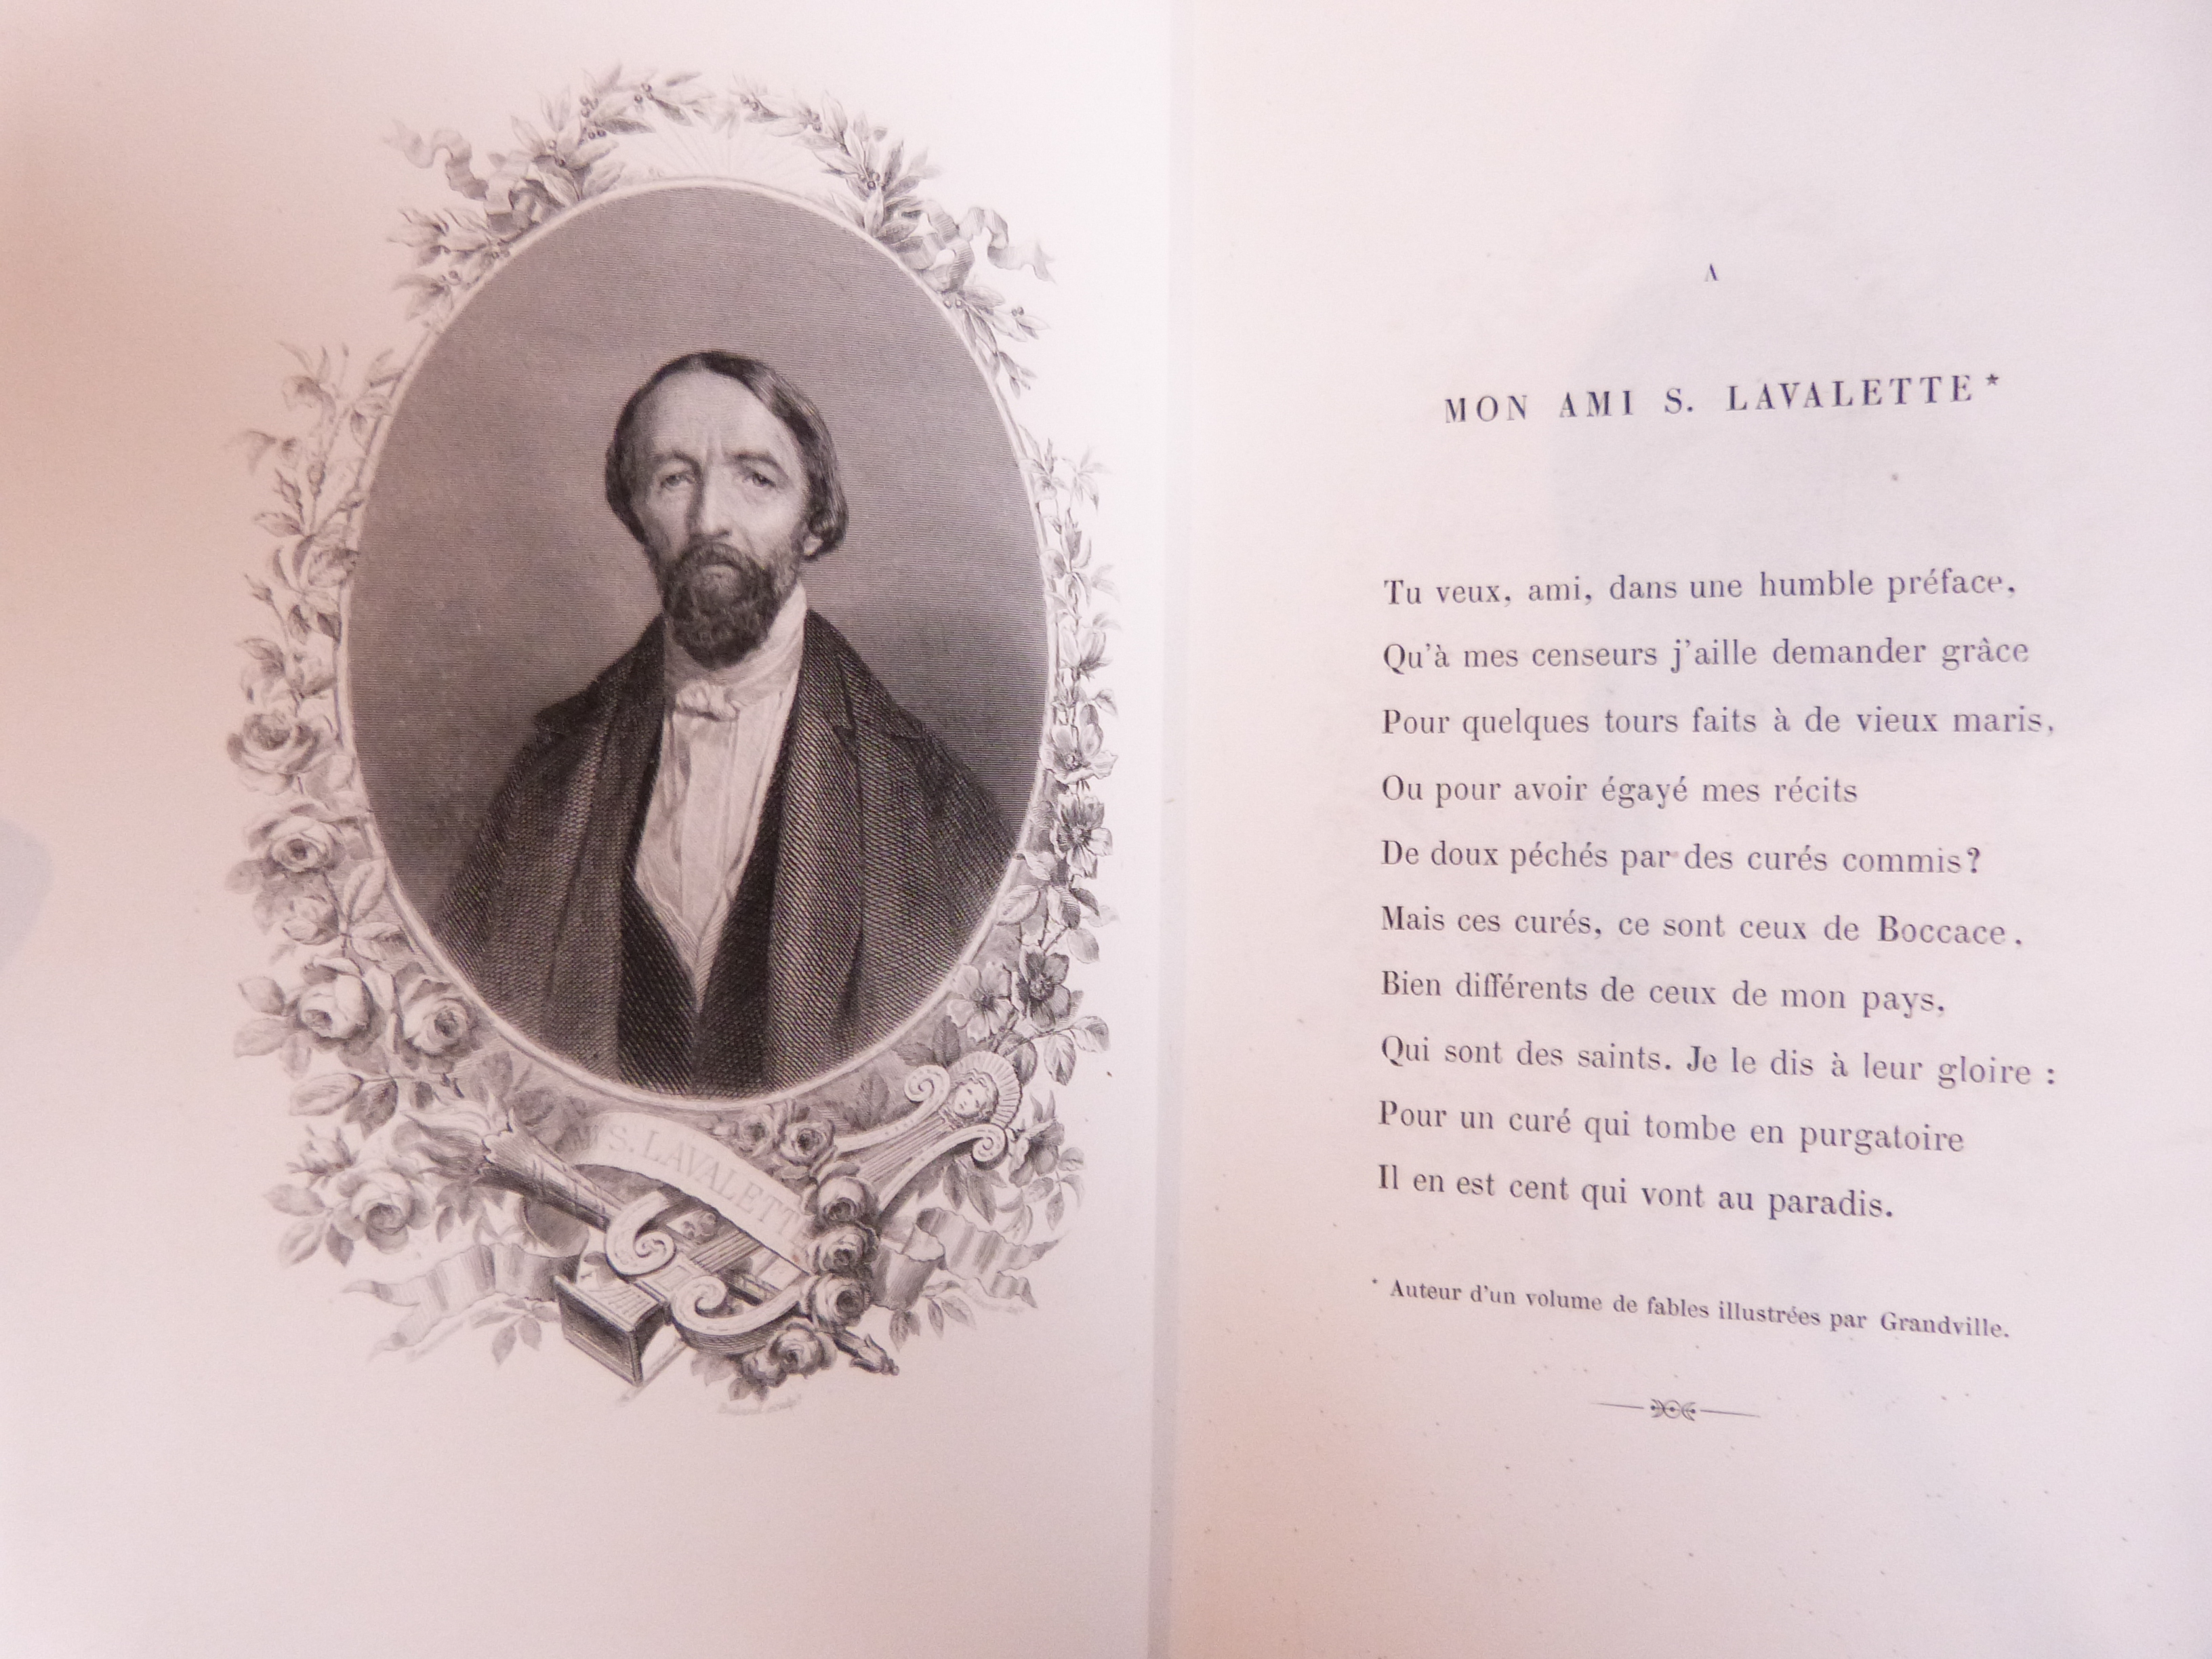 S. LAVALETTE
A
MON AMI S. LAVALETTE*
Tu veux, ami, dans une humble préface,
Qu'à mes censeurs j'aille demander grâce
Pour quelques tours faits à de vieux maris,
Ou pour avoir égayé mes récits
De doux péchés par des curés commis?
Mais ces curés, ce sont ceux de Boccace,
Bien différents de ceux de mon pays,
Qui sont des saints. Je le dis à leur gloire :
Pour un curé qui tombe en purgatoire
Il en est cent qui vont au paradis.
* Auteur d'un volume de fables illustrées par Grandville.